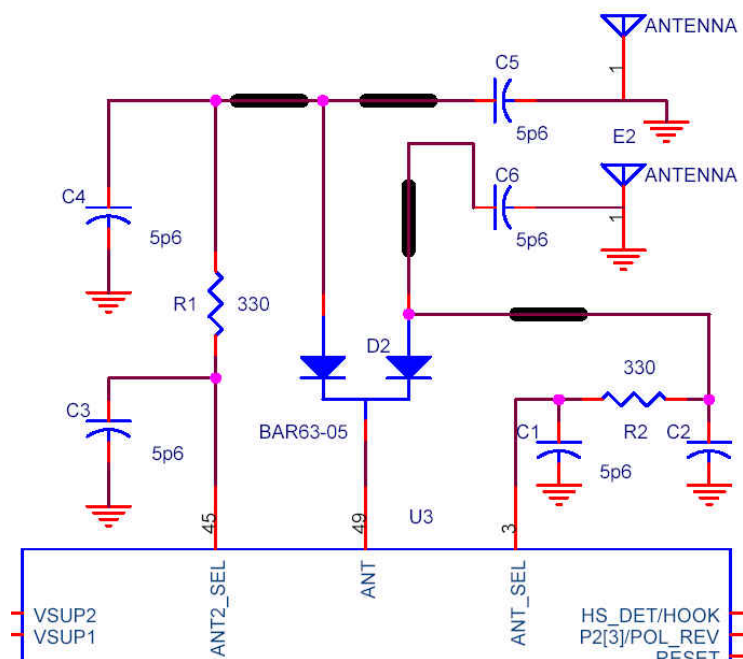 ANTENNA
C5
1
5p6
E2
C6
ANTENNA
C4
1
5p6
5p6
R1
330
D2
330
C3
BAR63-05
C1
R2
C2
5p6
5p6
45
49
U3
3
ANT2_SEL
ANT
ANT_SEL
VSUP2
HS_DET/HOOK
VSUP1
P2[3]/POL_REV
RESET